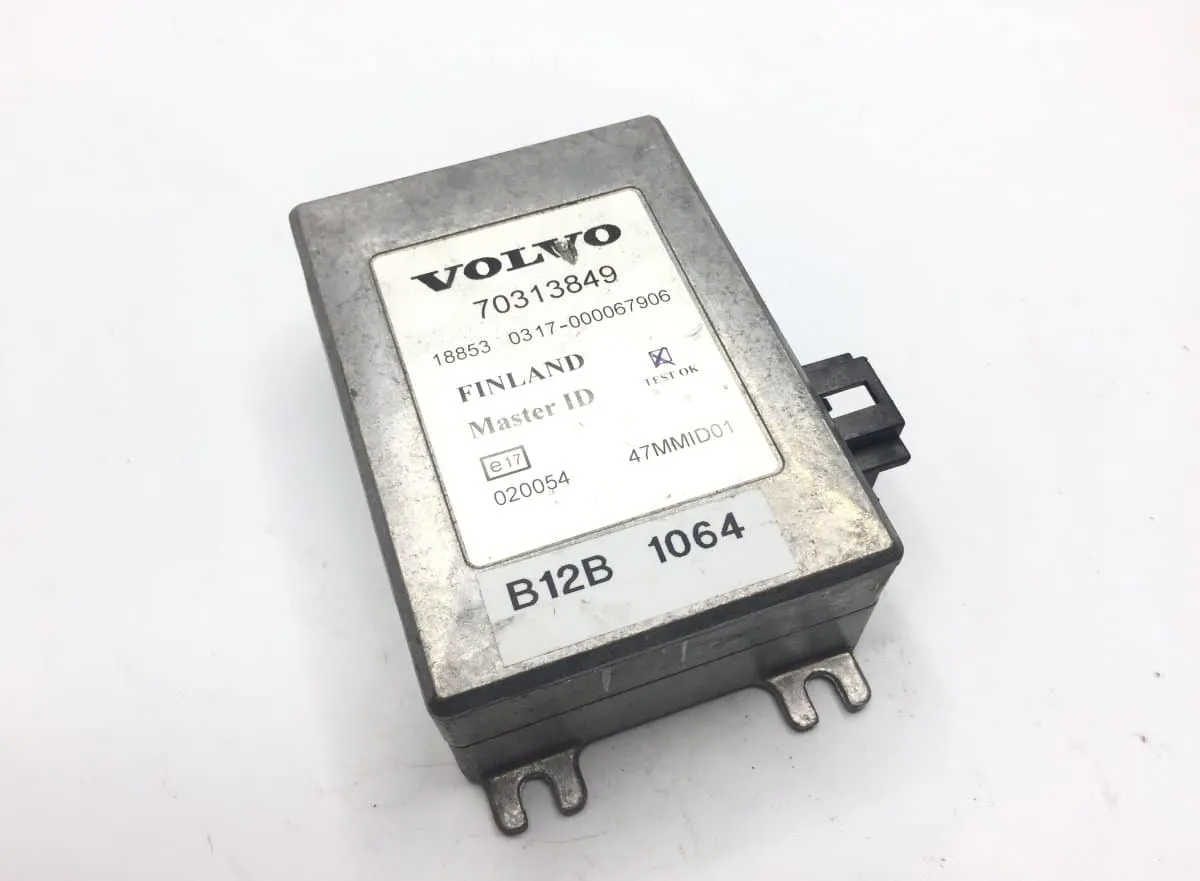 VOLVO
70313849
18853 0317-000067906
FINLAND
TEST OK
Master ID
e17
020054 47MMID01
B12B 1064